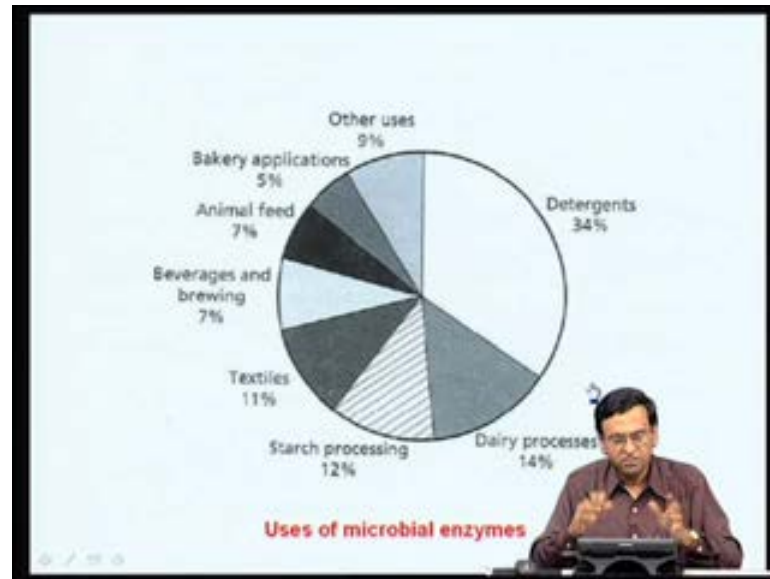 Other uses
9%
Bakery applications
5%
Animal feed
7%
Beverages and
brewing
7%
Textiles
11%
Starch processing
12%
Detergents
34%
Dairy processes
14%
Uses of microbial enzymes